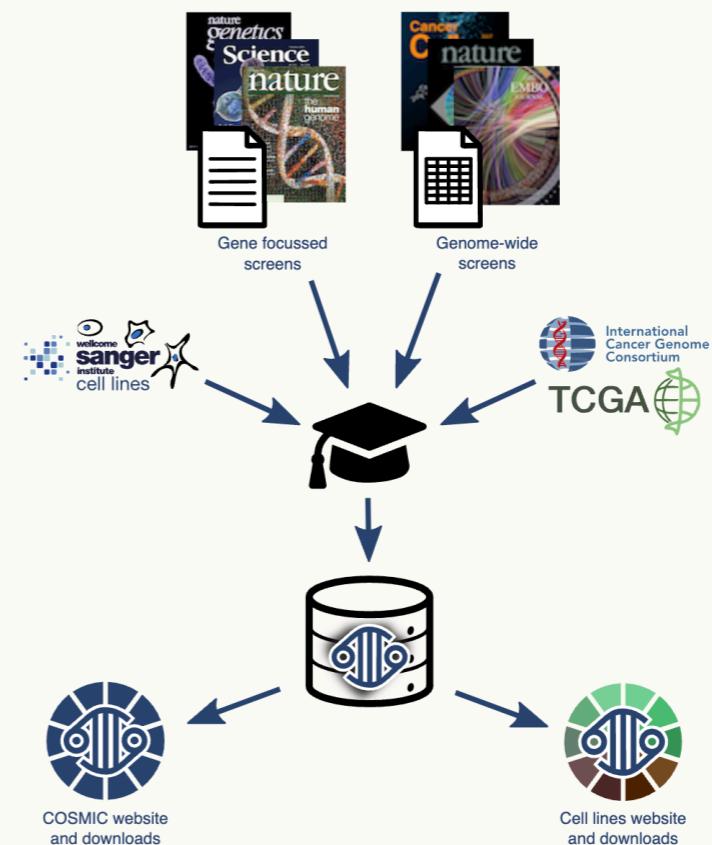 nature
genetics
Science
nature
the
human
genome
Cancer
nature
EMBO
JOURNAL
Gene focussed
screens
Genome-wide
screens
wellcome
sanger
institute
cell lines
International
Cancer Genome
Consortium
TCGA
COSMIC website
and downloads
Cell lines website
and downloads